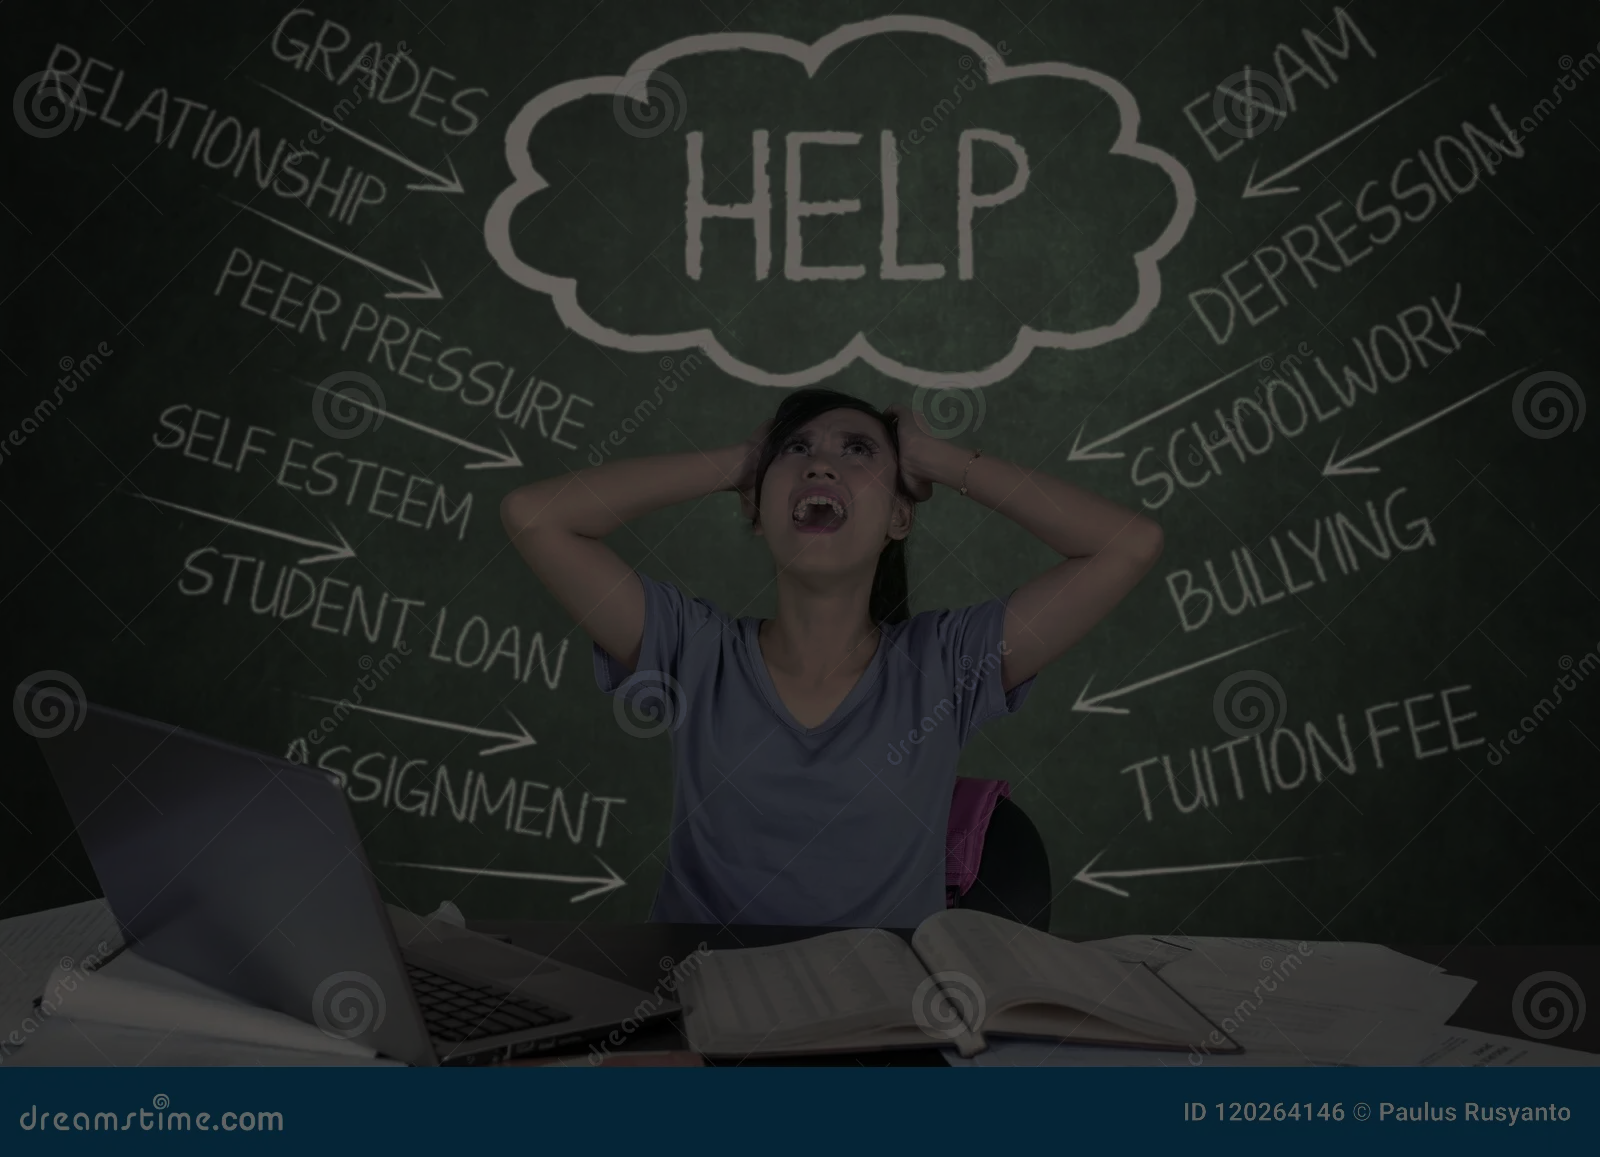 GRADES
RELATIONSHIP
PEER PRESSURE
SELF ESTEEM
STUDENT LOAN
ASSIGNMENT
HELP
EXAM
DEPRESSION
SCHOOLWORK
BULLYING
TUITION FEE
dreamstime
dreamstime.com
ID 120264146 © Paulus Rusyanto